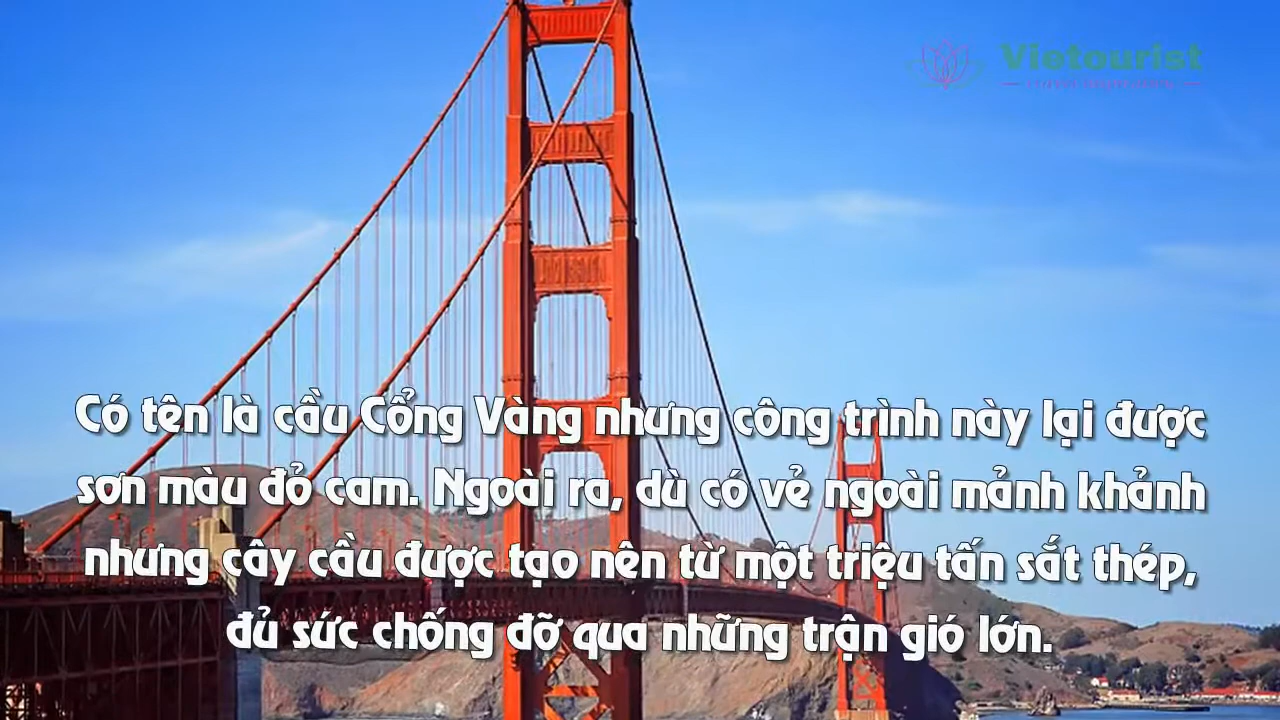 Vietourist
Có tên là cầu Cổng Vàng nhưng công trình này lại được
sơn màu đỏ cam. Ngoài ra, dù có vẻ ngoài mảnh khảnh
nhưng cây cầu được tạo nên từ một triệu tấn sắt thép,
đủ sức chống đỡ qua những trận gió lớn.